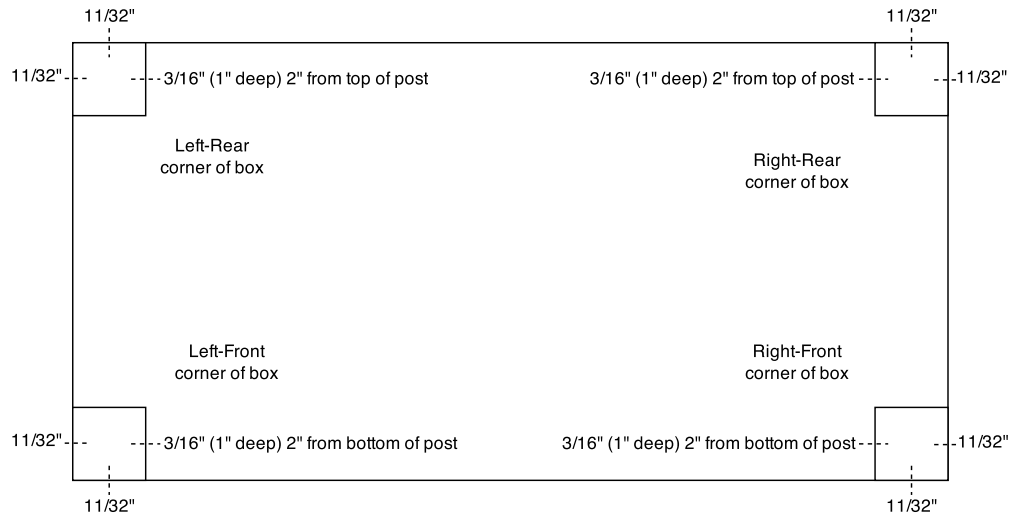 11/32" 11/32"
11/32" 3/16" (1" deep) 2" from top of post 3/16" (1" deep) 2" from top of post 11/32"
Left-Rear
corner of box
Right-Rear
corner of box
Left-Front
corner of box
Right-Front
corner of box
11/32" 3/16" (1" deep) 2" from bottom of post 3/16" (1" deep) 2" from bottom of post 11/32"
11/32" 11/32"